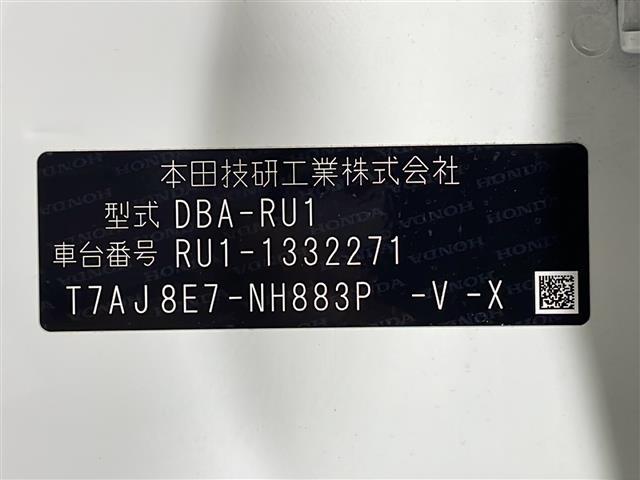 本田技研工業株式会社
型式 DBA-RU1
車台番号 RU1-1332271
T7AJ8E7-NH883P -V -X